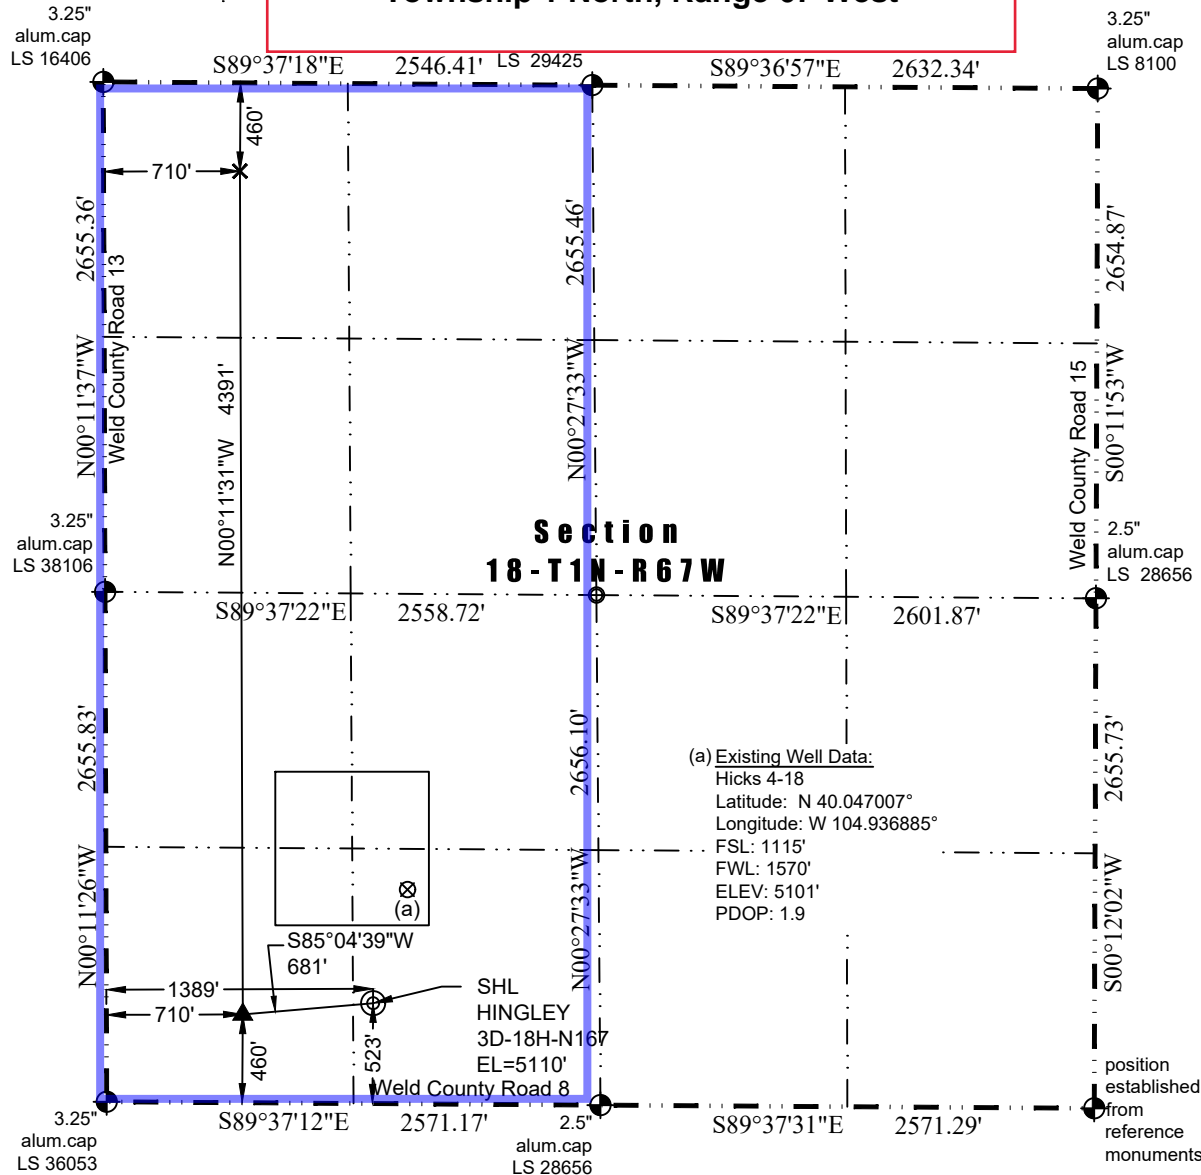 3.25"
alum.cap
LS 16406
S89°37'18"E
2546.41'
LS 29425
S89°36'57"E
2632.34'
3.25"
alum.cap
LS 8100
460'
710'
2655.36'
2655.46'
2654.87'
Weld County Road 13
N00°11'37"W
N00°11'31"W
4391'
N00°27'33"W
Weld County Road 15
S00°11'53"W
Section
18-T1N-R67W
3.25"
alum.cap
LS 38106
2.5"
alum.cap
LS 28656
S89°37'22"E
2558.72'
S89°37'22"E
2601.87'
2655.83'
2656.10'
2655.73'
(a) Existing Well Data:
Hicks 4-18
Latitude: N 40.047007°
Longitude: W 104.936885°
FSL: 1115'
FWL: 1570'
ELEV: 5101'
PDOP: 1.9
(a)
N00°11'26"W
N00°27'33"W
S00°12'02"W
S85°04'39"W
681'
1389'
710'
460'
523'
SHL
HINGLEY
3D-18H-N167
EL=5110'
Weld County Road 8
position
established
from
reference
monuments
3.25"
alum.cap
LS 36053
S89°37'12"E
2571.17'
2.5"
alum.cap
LS 28656
S89°37'31"E
2571.29'